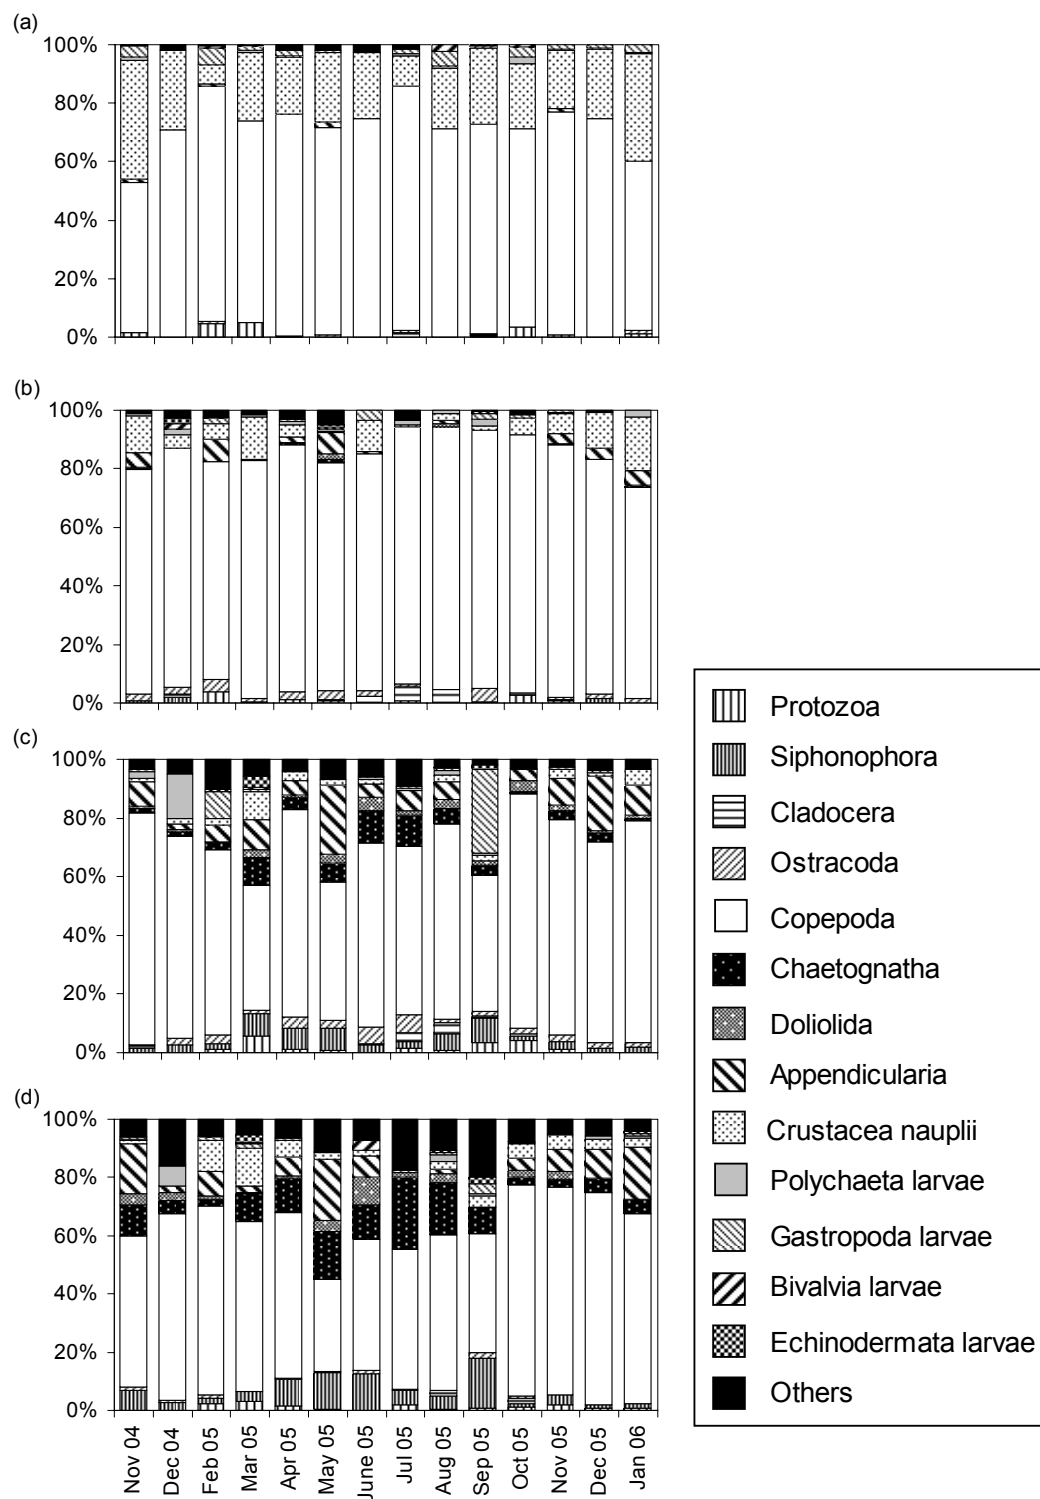 (a)
100%
80%
60%
40%
20%
0%
(b)
100%
80%
60%
40%
20%
0%
(c)
100%
80%
60%
40%
20%
0%
(d)
100%
80%
60%
40%
20%
0%
Nov 04
Dec 04
Feb 05
Mar 05
Apr 05
May 05
June 05
Jul 05
Aug 05
Sep 05
Oct 05
Nov 05
Dec 05
Jan 06
Protozoa
Siphonophora
Cladocera
Ostracoda
Copepoda
Chaetognatha
Doliolida
Appendicularia
Crustacea nauplii
Polychaeta larvae
Gastropoda larvae
Bivalvia larvae
Echinodermata larvae
Others